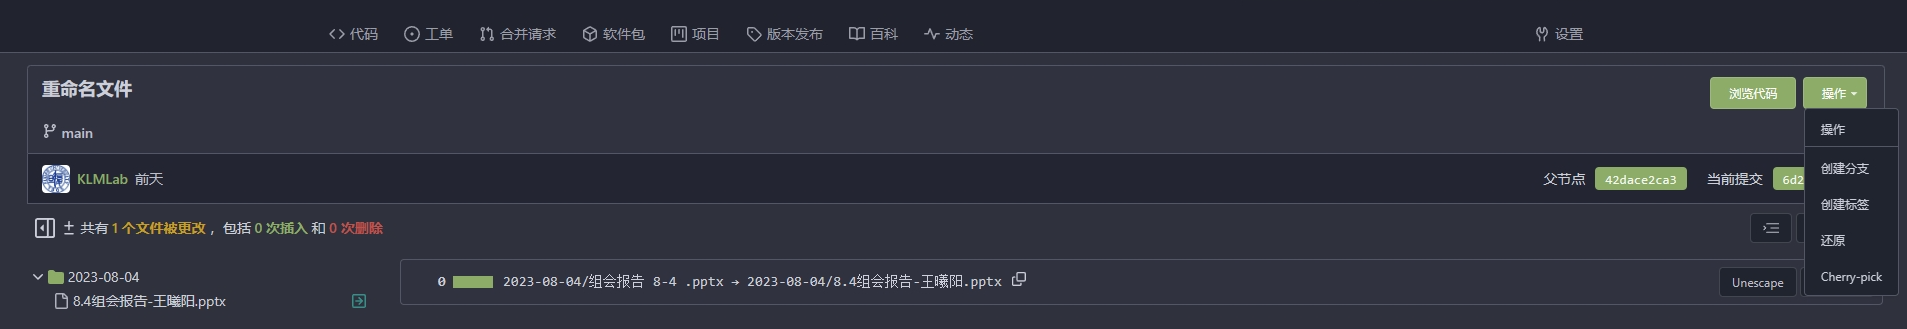 代码 工单 合并请求 软件包 项目 版本发布 百科 动态 设置
重命名文件
浏览代码 操作
main
操作
创建分支
创建标签
还原
Cherry-pick
KLMLab 前天
父节点 42dace2ca3 当前提交 6d2
± 共有 1 个文件被更改 ，包括 0 次插入 和 0 次删除
2023-08-04
8.4组会报告-王曦阳.pptx
0 2023-08-04/组会报告 8-4 .pptx → 2023-08-04/8.4组会报告-王曦阳.pptx
Unescape